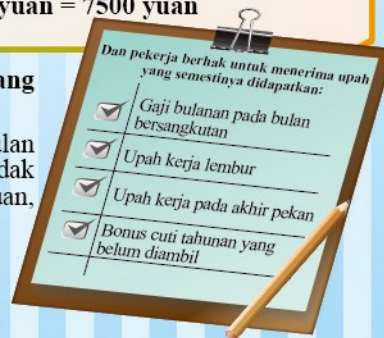 yuan = 7500 yuan
ang
lan
dak
an,
Dan pekerja berhak untuk menerima upah
yang semestinya didapatkan:
Gaji bulanan pada bulan
bersangkutan
Upah kerja lembur
Upah kerja pada akhir pekan
Bonus cuti tahunan yang
belum diambil